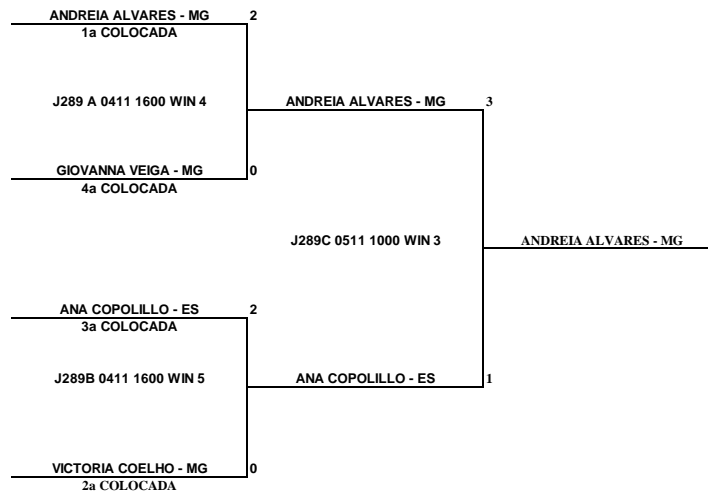 ANDREIA ALVARES - MG 2
1a COLOCADA
J289 A 0411 1600 WIN 4
ANDREIA ALVARES - MG 3
GIOVANNA VEIGA - MG 0
4a COLOCADA
J289C 0511 1000 WIN 3
ANDREIA ALVARES - MG
ANA COPOLILLO - ES 2
3a COLOCADA
J289B 0411 1600 WIN 5
ANA COPOLILLO - ES 1
VICTORIA COELHO - MG 0
2a COLOCADA